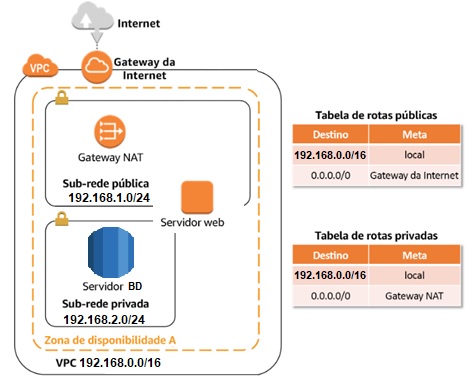 Internet
VPC
Gateway da
Internet
Gateway NAT
Sub-rede pública
192.168.1.0/24
Servidor web
Servidor BD
Sub-rede privada
192.168.2.0/24
Zona de disponibilidade A
VPC 192.168.0.0/16
Tabela de rotas públicas
Destino Meta
192.168.0.0/16 local
0.0.0.0/0 Gateway da Internet
Tabela de rotas privadas
Destino Meta
192.168.0.0/16 local
0.0.0.0/0 Gateway NAT